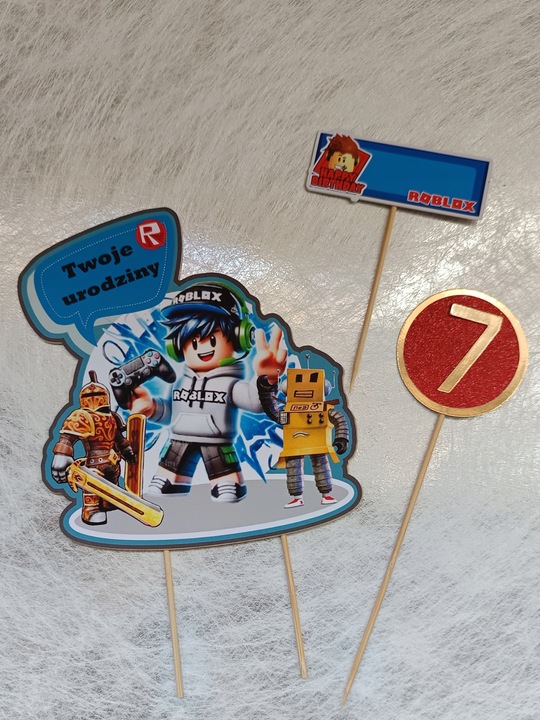 Twoje
urodziny
R
ROBLOX
ROBLOX
HAPPY
BIRTHDAY
ROBLOX
7